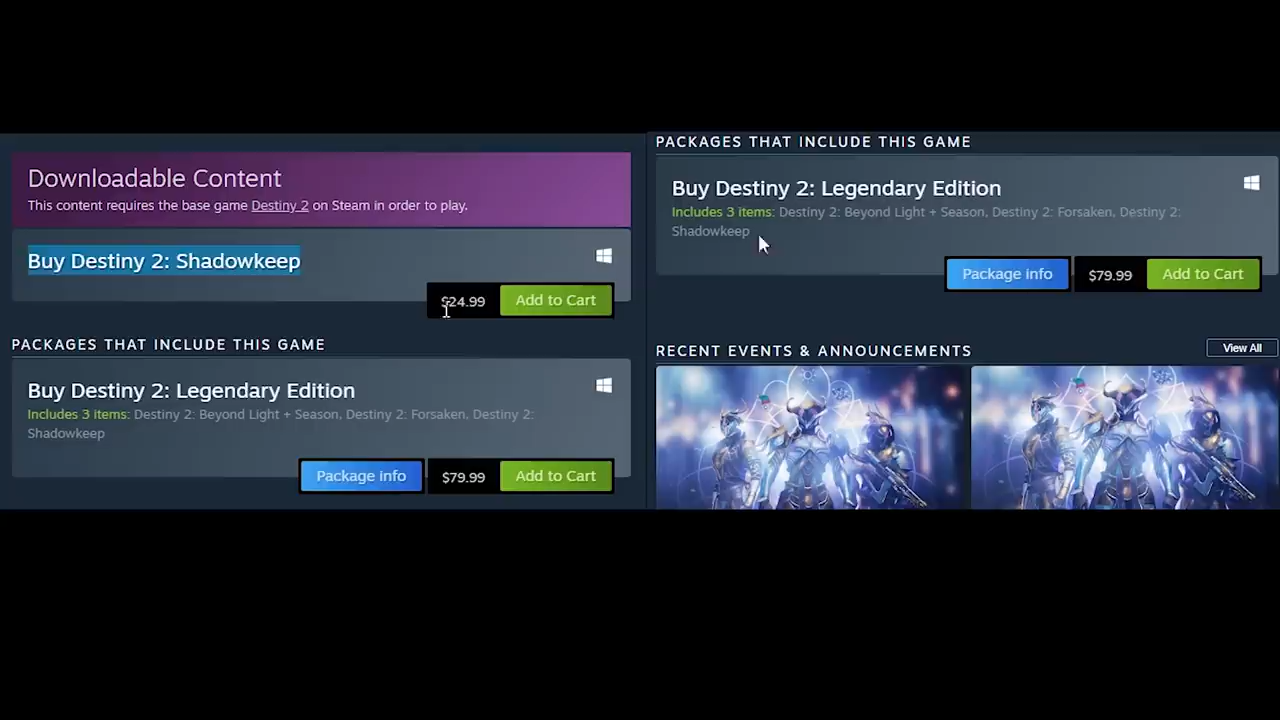 Downloadable Content
This content requires the base game Destiny 2 on Steam in order to play.
Buy Destiny 2: Shadowkeep
$24.99
Add to Cart
PACKAGES THAT INCLUDE THIS GAME
Buy Destiny 2: Legendary Edition
Includes 3 items: Destiny 2: Beyond Light + Season, Destiny 2: Forsaken, Destiny 2:
Shadowkeep
Package info
$79.99
Add to Cart
PACKAGES THAT INCLUDE THIS GAME
Buy Destiny 2: Legendary Edition
Includes 3 items: Destiny 2: Beyond Light + Season, Destiny 2: Forsaken, Destiny 2:
Shadowkeep
Package info
$79.99
Add to Cart
RECENT EVENTS & ANNOUNCEMENTS
View All